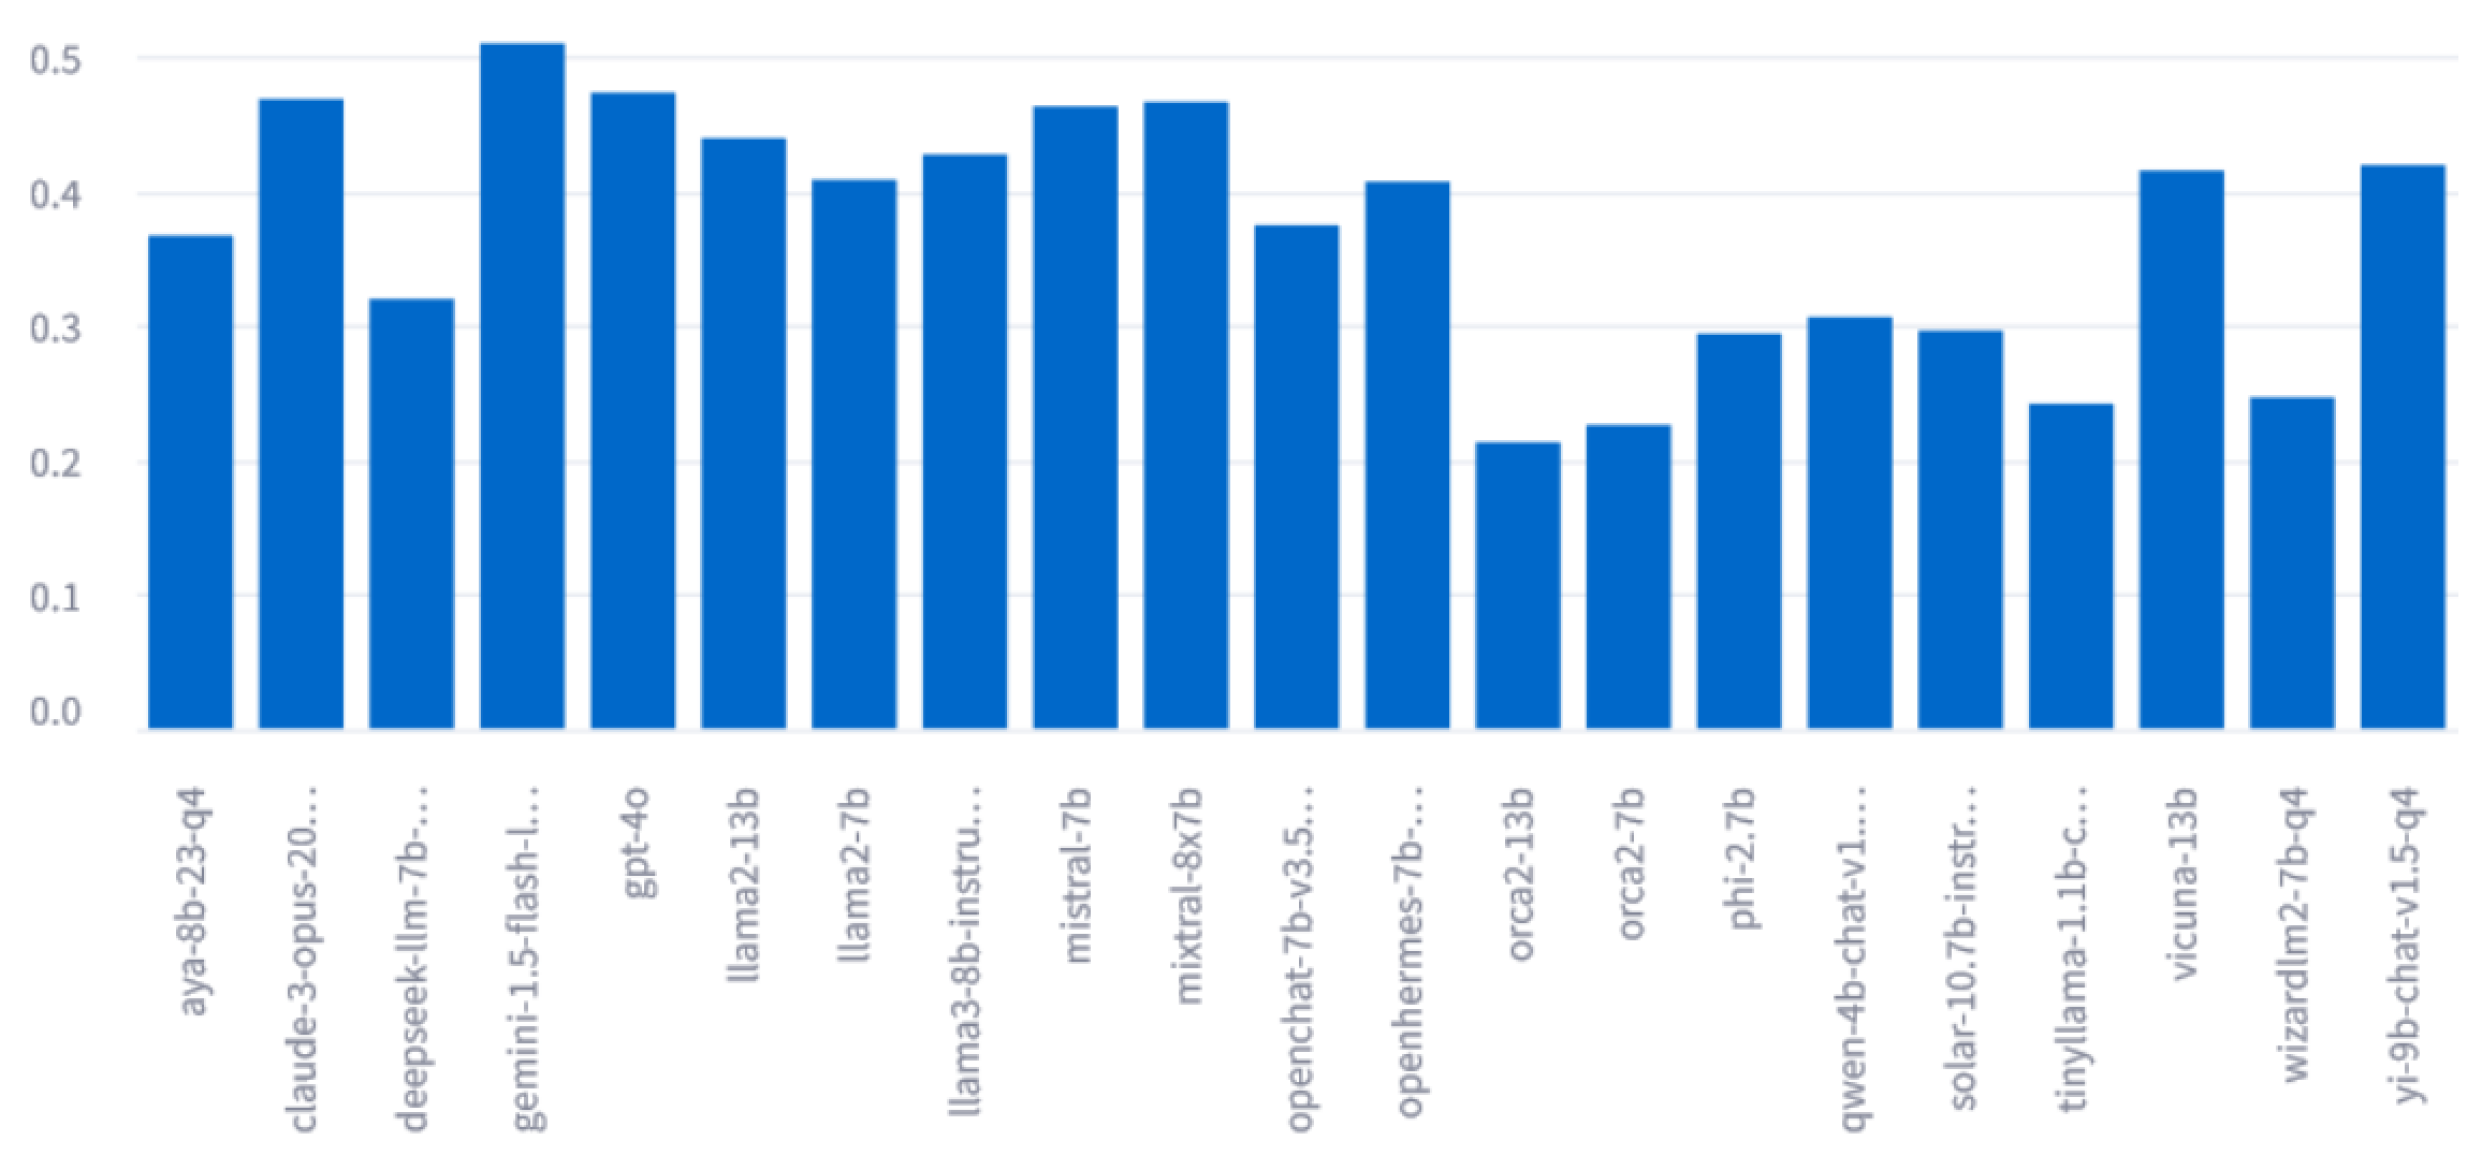 0.5
0.4
0.3
0.2
0.1
0.0
aya-8b-23-q4
claude-3-opus-20...
deepseek-llm-7b-...
gemini-1.5-flash-l...
gpt-4o
llama2-13b
llama2-7b
llama3-8b-instru...
mistral-7b
mixtral-8x7b
openchat-7b-v3.5...
openhermes-7b-...
orca2-13b
orca2-7b
phi-2.7b
qwen-4b-chat-v1....
solar-10.7b-instr...
tinyllama-1.1b-c...
vicuna-13b
wizardlm2-7b-q4
yi-9b-chat-v1.5-q4